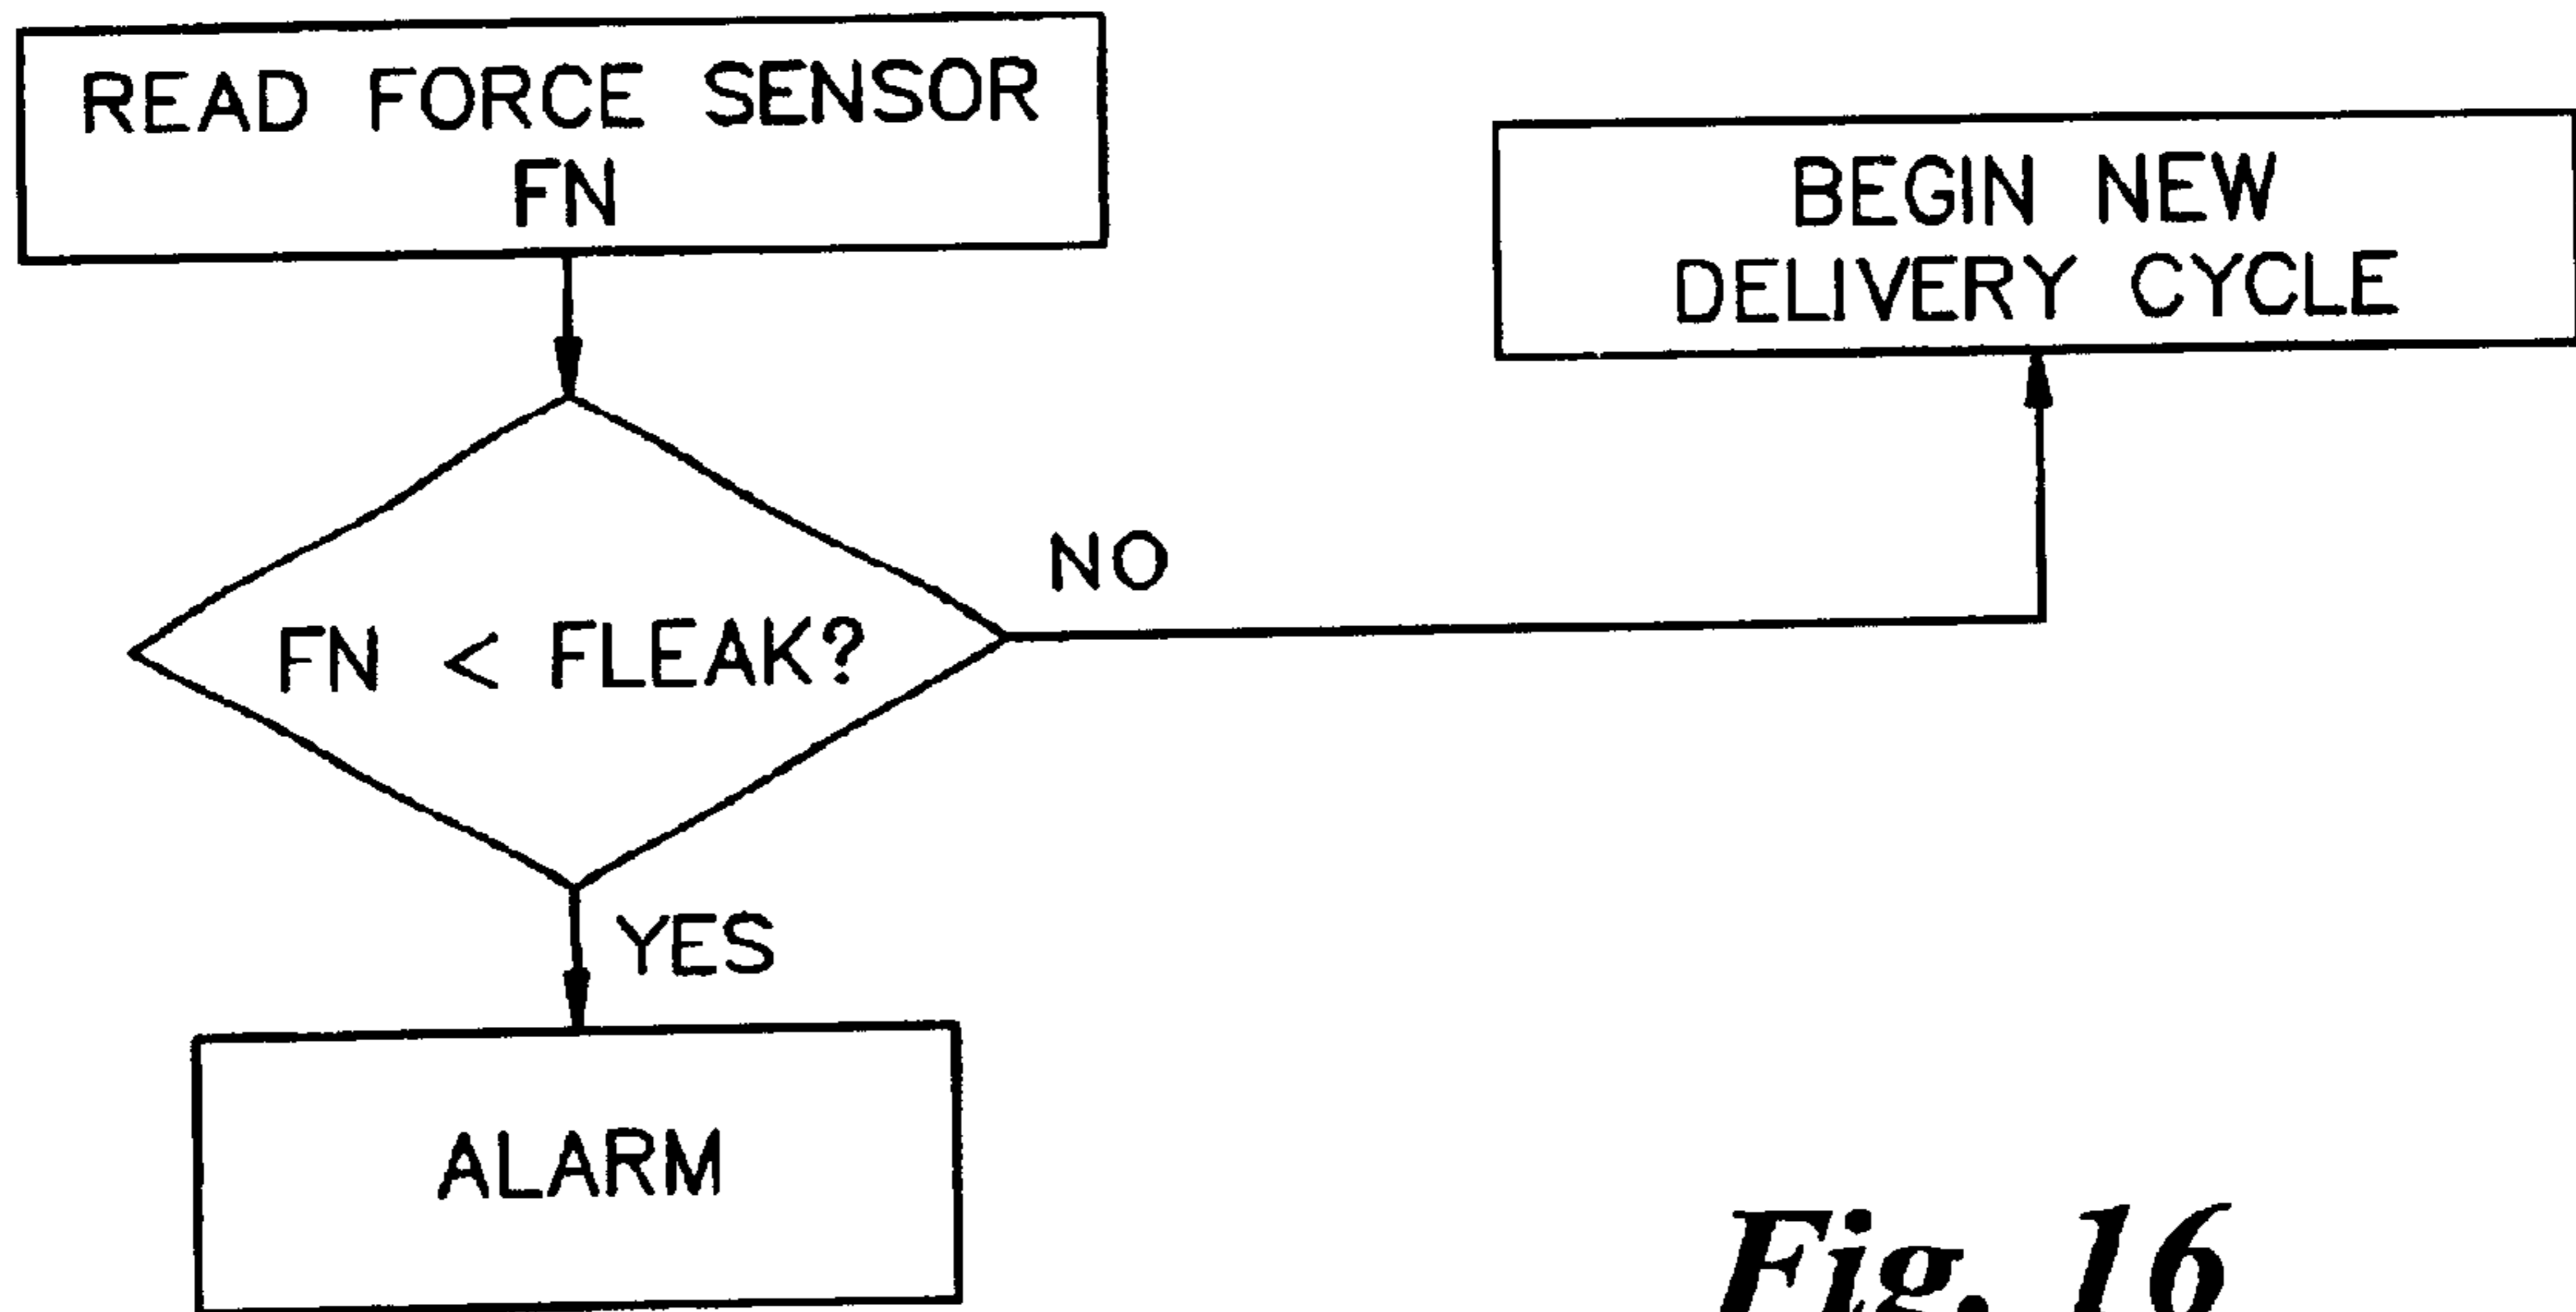 READ FORCE SENSOR
FN
BEGIN NEW
DELIVERY CYCLE
NO
FN < FLEAK?
YES
ALARM
Fig. 16